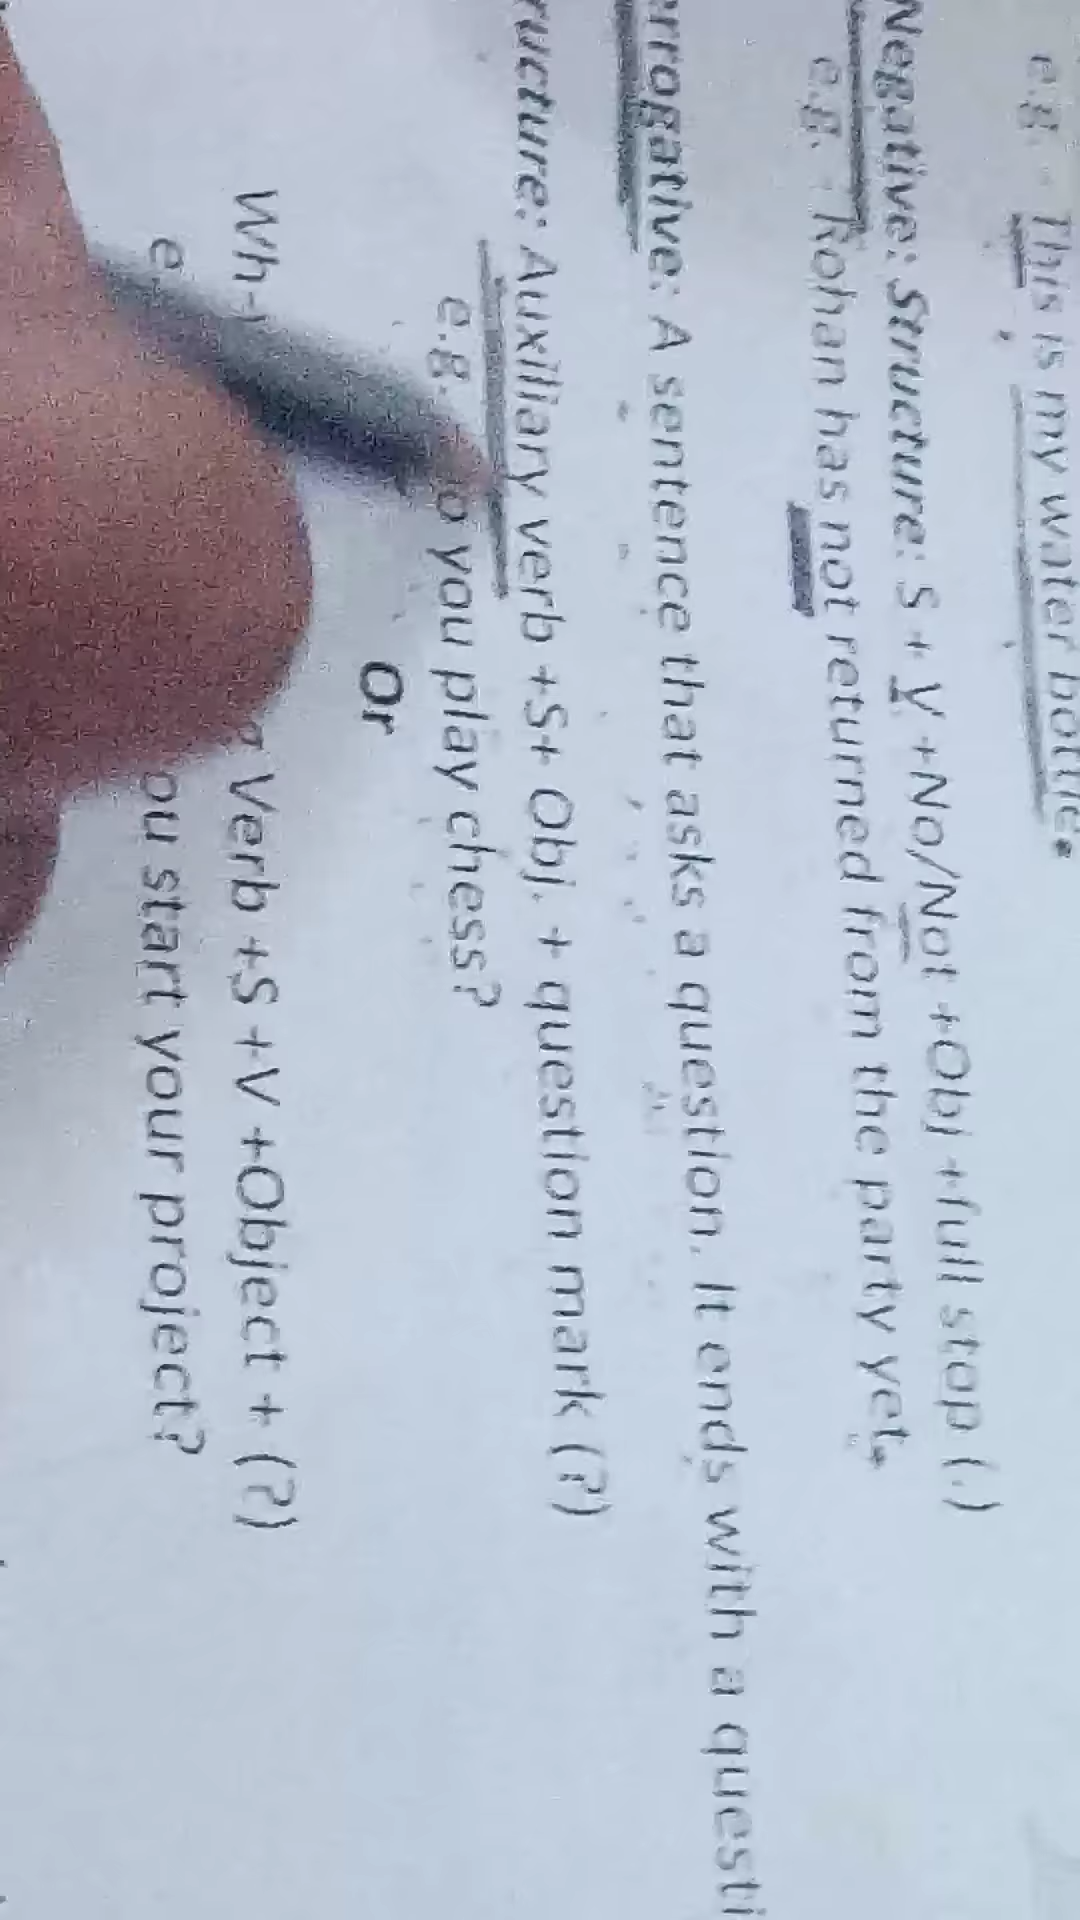 e.g. - This is my water bottle.
Negative: Structure: S + V +No/Not +Obj +full stop (.)
e.g. - Rohan has not returned from the party yet.
rrogative: A sentence that asks a question. It ends with a questi
ructure: Auxiliary verb +S+ Obj. + question mark (?)
e.g. you play chess?
Or
Wh- Verb +S +V +Object + (?)
ou start your project?